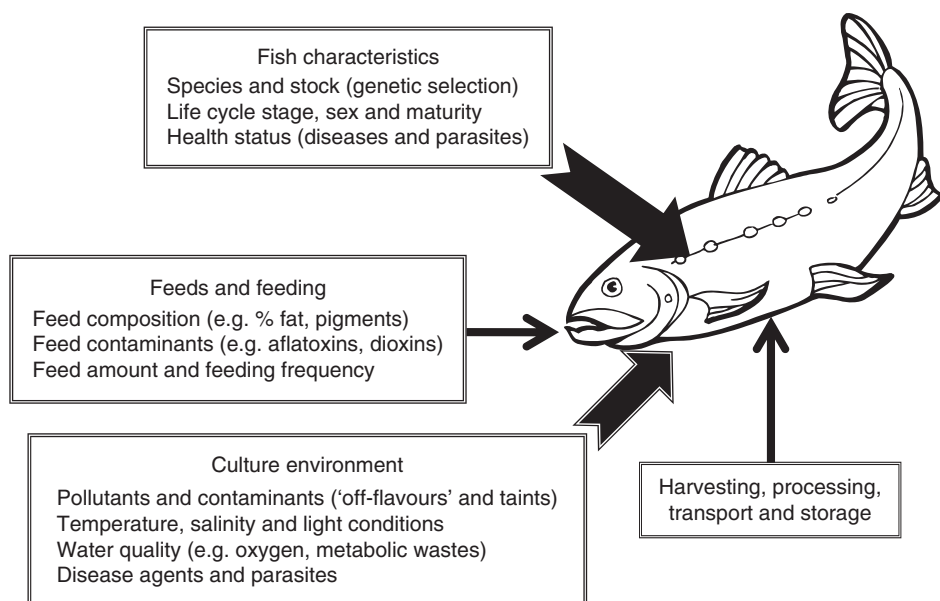 Fish characteristics
Species and stock (genetic selection)
Life cycle stage, sex and maturity
Health status (diseases and parasites)
Feeds and feeding
Feed composition (e.g. % fat, pigments)
Feed contaminants (e.g. aflatoxins, dioxins)
Feed amount and feeding frequency
Culture environment
Pollutants and contaminants (‘off-flavours’ and taints)
Temperature, salinity and light conditions
Water quality (e.g. oxygen, metabolic wastes)
Disease agents and parasites
Harvesting, processing,
transport and storage